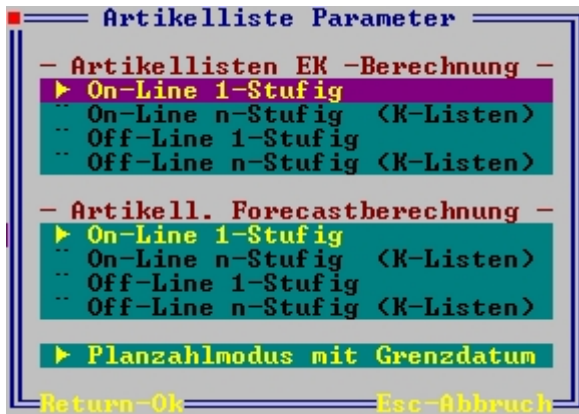 Artikelliste Parameter
- Artikellisten EK -Berechnung -
► On-Line 1-Stufig
¨ On-Line n-Stufig (K-Listen)
¨ Off-Line 1-Stufig
¨ Off-Line n-Stufig (K-Listen)
- Artikell. Forecastberechnung -
► On-Line 1-Stufig
¨ On-Line n-Stufig (K-Listen)
¨ Off-Line 1-Stufig
¨ Off-Line n-Stufig (K-Listen)
► Planzahlmodus mit Grenzdatum
Return-Ok Esc-Abbruch